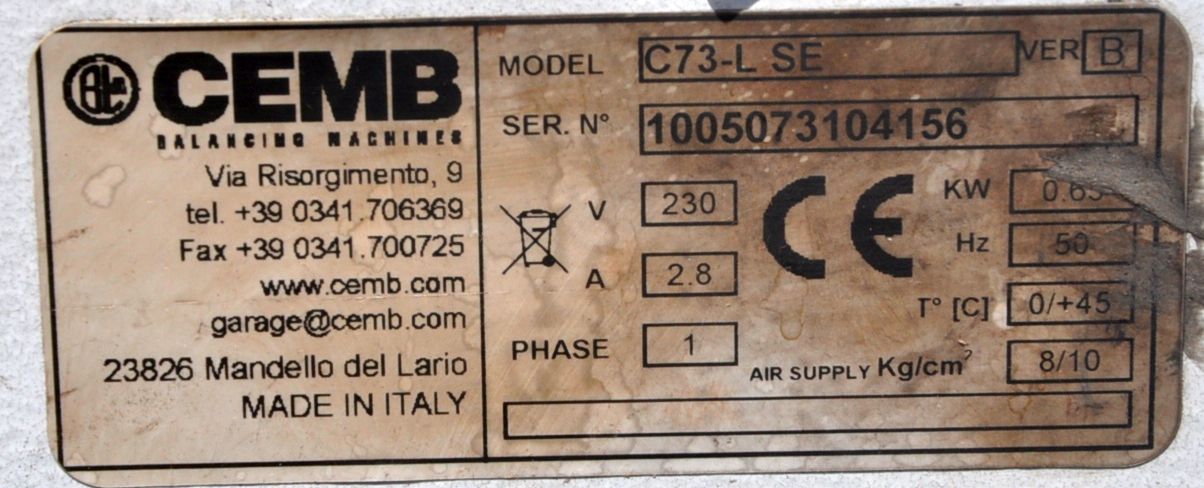 CEMB
BALANCING MACHINES
Via Risorgimento, 9
tel. +39 0341.706369
Fax +39 0341.700725
www.cemb.com
garage@cemb.com
23826 Mandello del Lario
MADE IN ITALY
MODEL C73-L SE VER B
SER. N° 1005073104156
V 230 KW
A 2.8 Hz 50
T° [C] 0/+45
PHASE 1 AIR SUPPLY Kg/cm² 8/10
CE